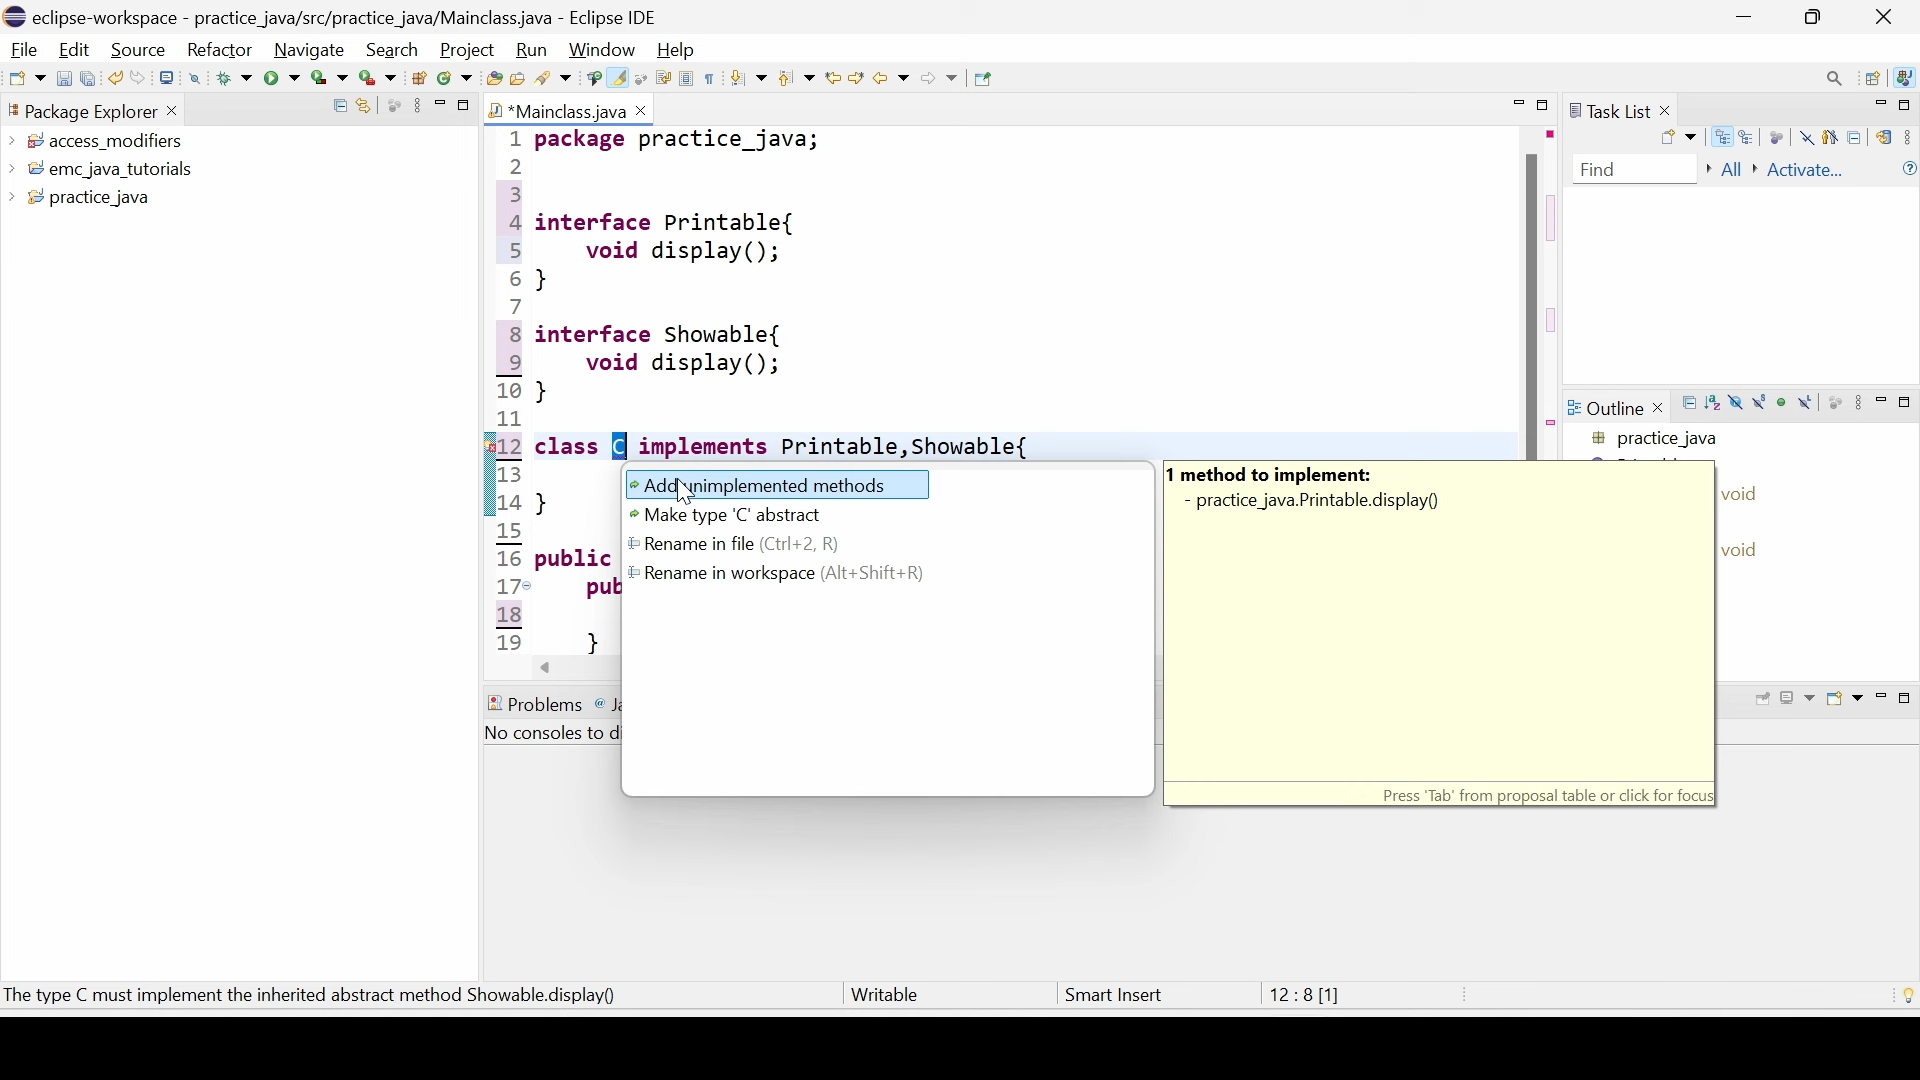 eclipse-workspace - practice_java/src/practice_java/Mainclass.java - Eclipse IDE
File Edit Source Refactor Navigate Search Project Run Window Help
Package Explorer
access_modifiers
emc_java_tutorials
practice_java
*Mainclass.java
1 package practice_java;
2
3
4 interface Printable{
5 void display();
6 }
7
8 interface Showable{
9 void display();
10 }
11
12 class C implements Printable,Showable{
13
14 }
15
16 public
17 pub
18
19 }
Add unimplemented methods
Make type 'C' abstract
Rename in file (Ctrl+2, R)
Rename in workspace (Alt+Shift+R)
1 method to implement:
- practice_java.Printable.display()
Press 'Tab' from proposal table or click for focus
Task List
Find All Activate...
Outline
practice_java
void
void
Problems @ Ja
No consoles to di
The type C must implement the inherited abstract method Showable.display()
Writable
Smart Insert
12 : 8 [1]